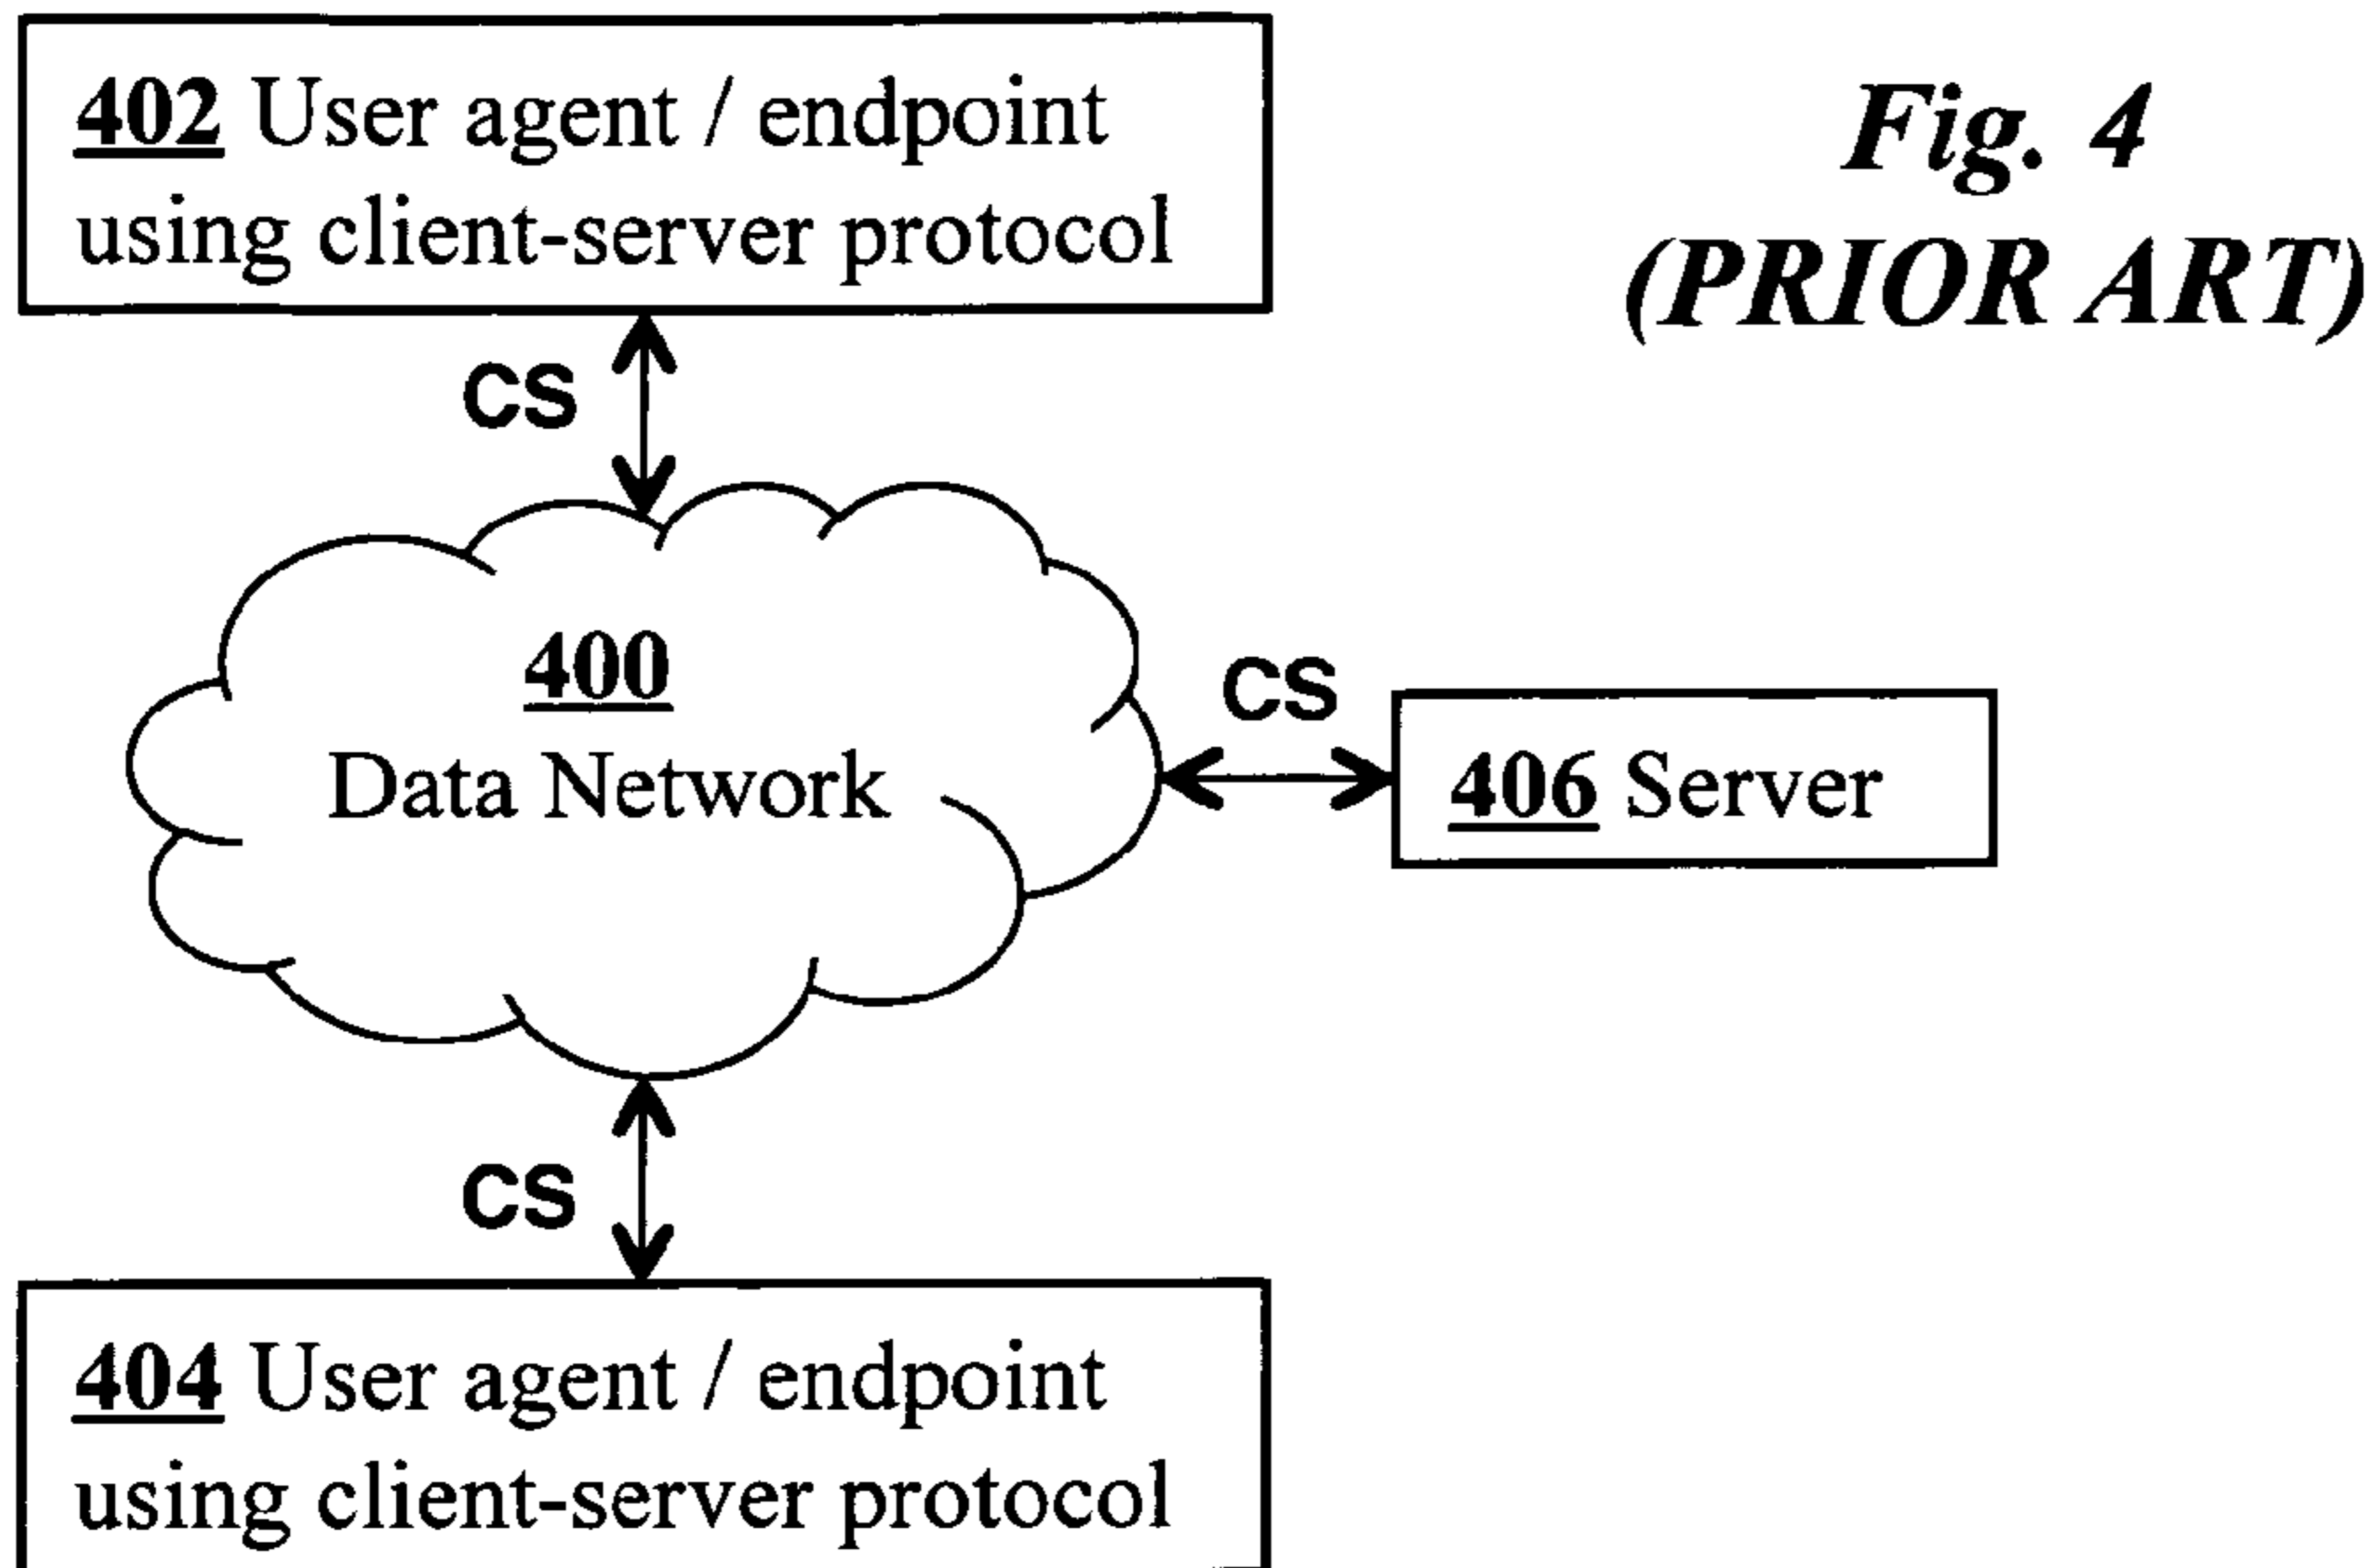 402 User agent / endpoint
using client-server protocol
Fig. 4
(PRIOR ART)
CS
400
Data Network
CS
406 Server
CS
404 User agent / endpoint
using client-server protocol